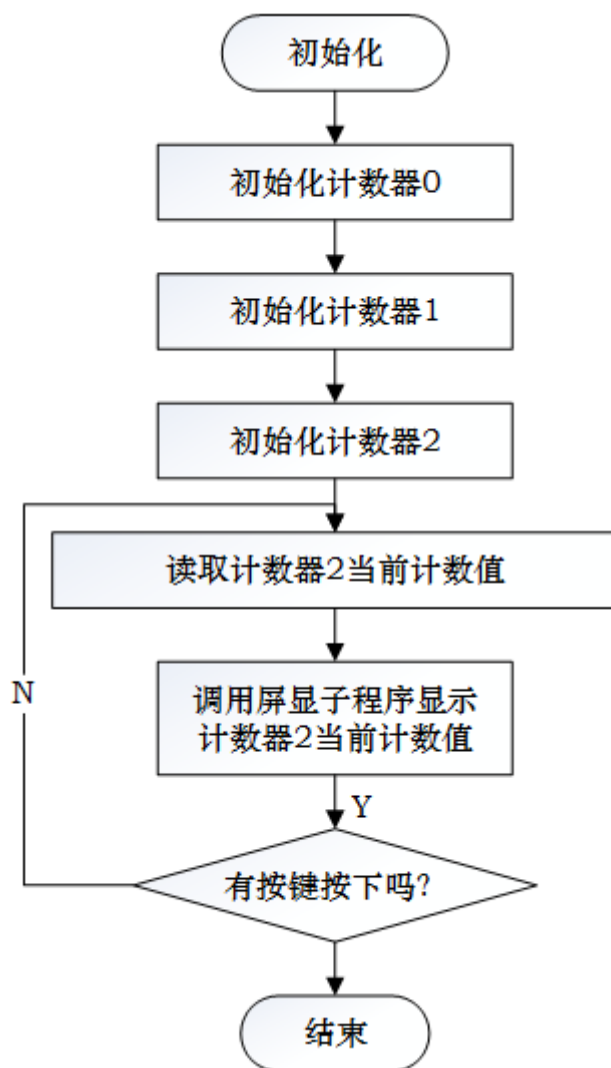 初始化
初始化计数器0
初始化计数器1
初始化计数器2
读取计数器2当前计数值
N
调用屏显子程序显示
计数器2当前计数值
Y
有按键按下吗?
结束